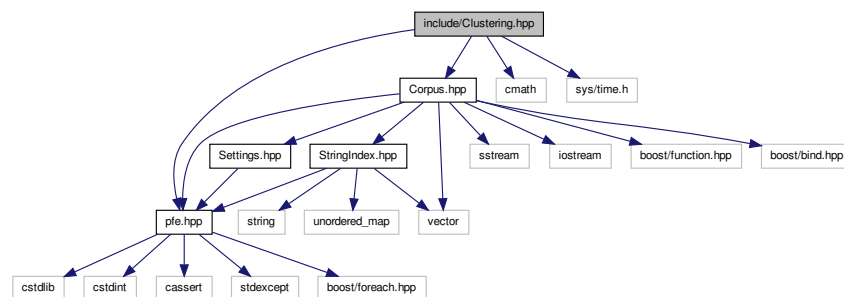 include/Clustering.hpp
Corpus.hpp
cmath
sys/time.h
Settings.hpp
StringIndex.hpp
sstream
iostream
boost/function.hpp
boost/bind.hpp
pfe.hpp
string
unordered_map
vector
cstdlib
cstdint
cassert
stdexcept
boost/foreach.hpp